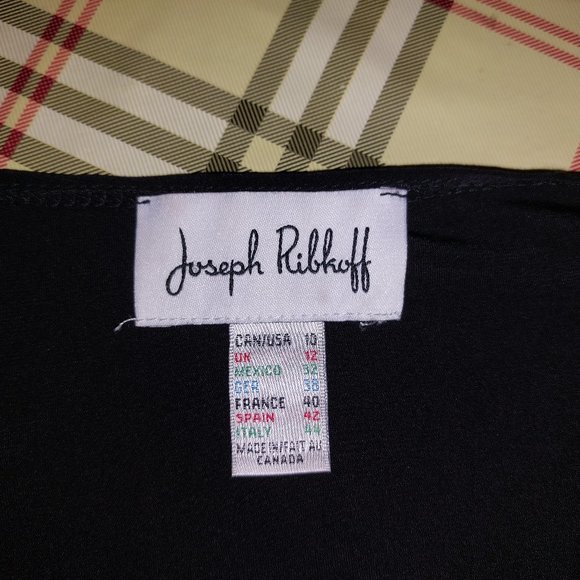 Joseph Ribkoff
CAN/USA 10
UK 12
MEXICO 32
GER 38
FRANCE 40
SPAIN 42
ITALY 44
MADE IN/FAIT AU
CANADA